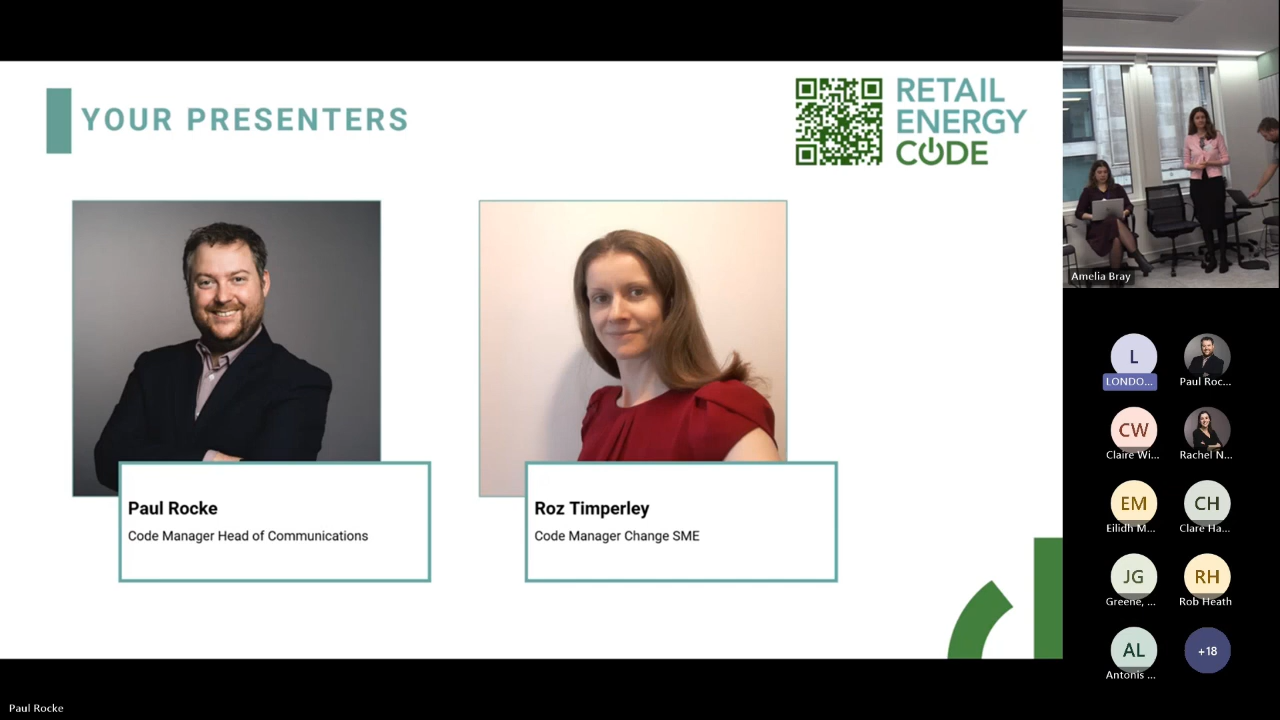 YOUR PRESENTERS
RETAIL
ENERGY
CODE
Paul Rocke
Code Manager Head of Communications
Roz Timperley
Code Manager Change SME
Amelia Bray
L
LONDO...
Paul Roc...
CW
Claire Wi...
Rachel N...
EM
Eilidh M...
CH
Clare Ha...
JG
Greene, ...
RH
Rob Heath
AL
Antonis ...
+18
Paul Rocke